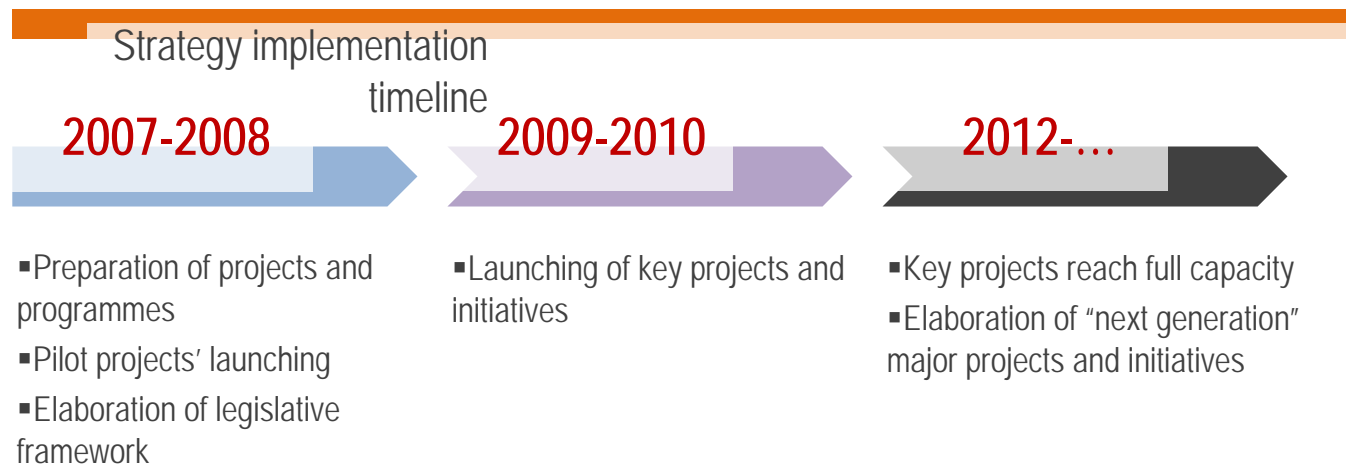 Strategy implementation
timeline
2007-2008
2009-2010
2012-…
▪Preparation of projects and
programmes
▪Pilot projects’ launching
▪Elaboration of legislative
framework
▪Launching of key projects and
initiatives
▪Key projects reach full capacity
▪Elaboration of “next generation”
major projects and initiatives